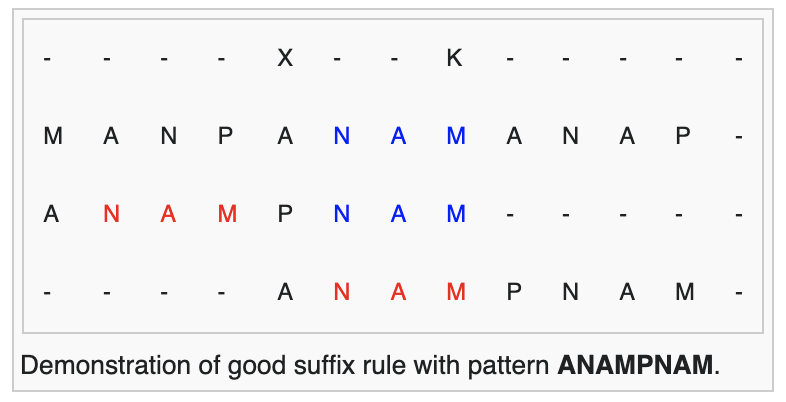 - - - - X - - K - - - - -
M A N P A N A M A N A P -
A N A M P N A M - - - - -
- - - - A N A M P N A M -
Demonstration of good suffix rule with pattern ANAMPNAM.